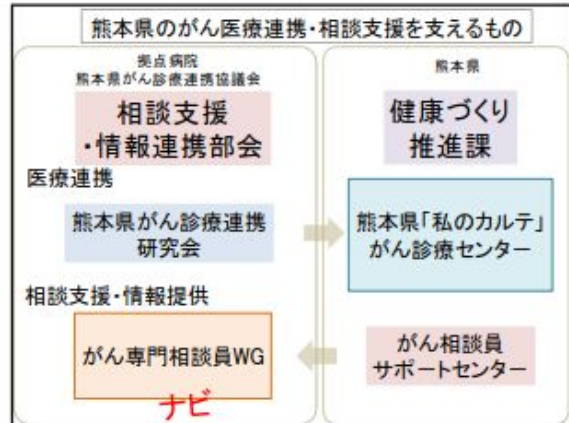 熊本県のがん医療連携・相談支援を支えるもの
拠点病院
熊本県がん診療連携協議会
相談支援
・情報連携部会
医療連携
熊本県がん診療連携
研究会
相談支援・情報提供
がん専門相談員WG
ナビ
熊本県
健康づくり
推進課
熊本県「私のカルテ」
がん診療センター
がん相談員
サポートセンター